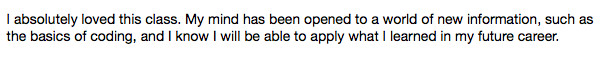 I absolutely loved this class. My mind has been opened to a world of new information, such as
the basics of coding, and I know I will be able to apply what I learned in my future career.